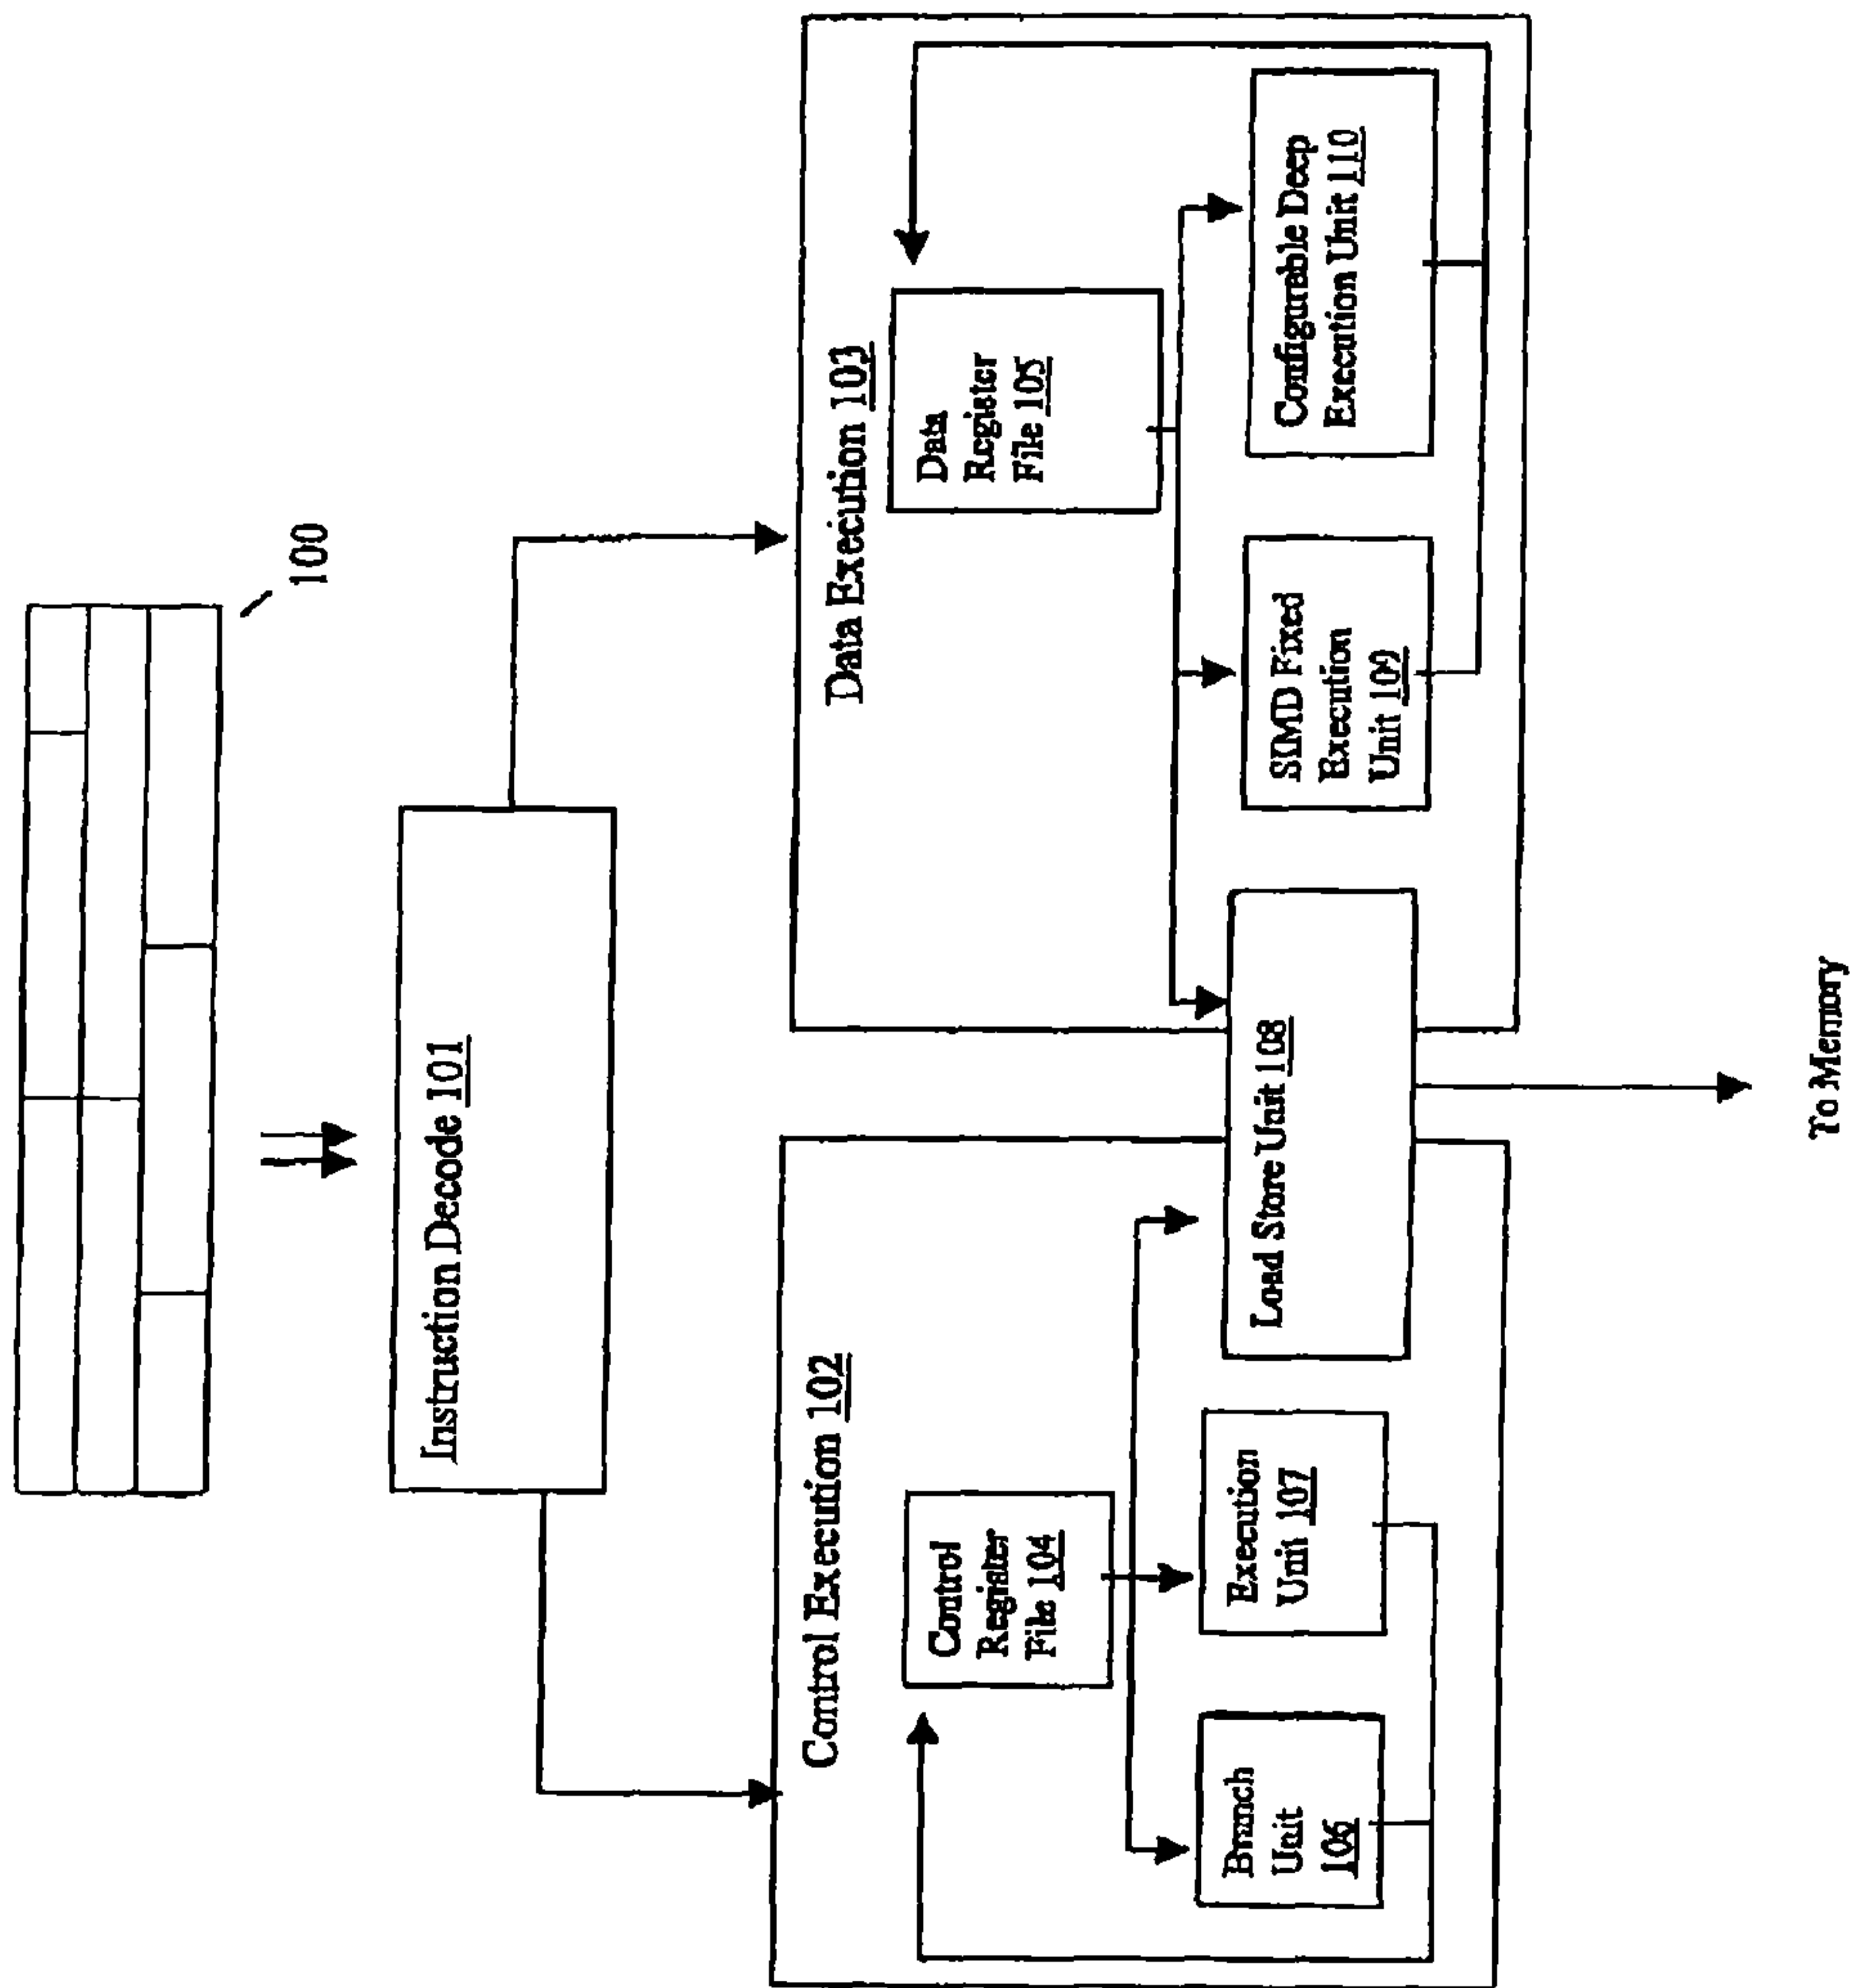 100
Instruction Decode 101
Control Execution 102
Control
Register
File 104
Branch
Unit
106
Execution
Unit 107
Load Store Unit 108
Data Execution 103
Data
Register
File 105
SIMD Fixed
Execution
Unit 109
Configurable Deep
Execution Unit 110
To Memory